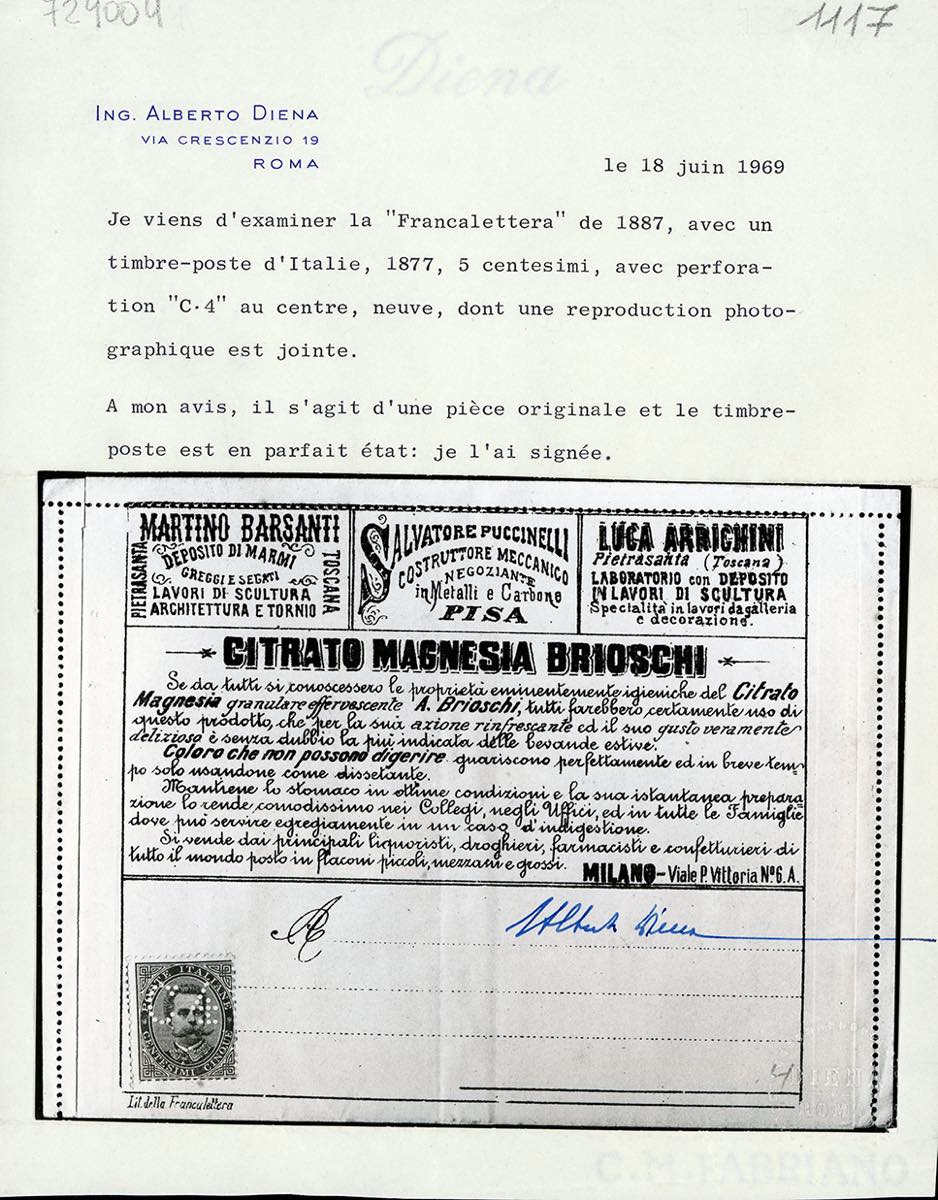 729004
1117
Diena
ING. ALBERTO DIENA
VIA CRESCENZIO 19
ROMA
le 18 juin 1969
Je viens d'examiner la "Francalettera" de 1887, avec un
timbre-poste d'Italie, 1877, 5 centesimi, avec perfora-
tion "C·4" au centre, neuve, dont une reproduction photo-
graphique est jointe.
A mon avis, il s'agit d'une pièce originale et le timbre-
poste est en parfait état: je l'ai signée.
MARTINO BARSANTI
DEPOSITO DI MARMI
GREGGI E SEGATI
LAVORI DI SCULTURA
ARCHITETTURA E TORNIO
PIETRASANTA
TOSCANA
SALVATORE PUCCINELLI
COSTRUTTORE MECCANICO
NEGOZIANTE
in Metalli e Carbone
PISA
LUCA ARRIGHINI
Pietrasanta (Toscana)
LABORATORIO con DEPOSITO
IN LAVORI DI SCULTURA
Specialità in lavori da galleria
e decorazione.
CITRATO MAGNESIA BRIOSCHI
Se da tutti si conoscessero le proprietà eminentemente igieniche del Citrato
Magnesia granulare effervescente A. Brioschi, tutti farebbero certamente uso di
questo prodotto, che per la sua azione rinfrescante ed il suo gusto veramente
delizioso è senza dubbio la più indicata delle bevande estive.
Coloro che non possono digerire guariscono perfettamente ed in breve tem-
po solo usandone come dissetante.
Mantiene lo stomaco in ottime condizioni e la sua istantanea prepara
zione lo rende comodissimo nei Collegi, negli Uffici, ed in tutte le Famiglie
dove può servire egregiamente in un caso d'indigestione.
Si vende dai principali liquoristi, droghieri, farmacisti e confetturieri di
tutto il mondo posto in flaconi piccoli, mezzani e grossi.
MILANO - Viale P. Vittoria Nº 6. A.
A
Alberto Diena
POSTE ITALIANE
CENTESIMI CINQUE
4
Lit. della Francalettera
C.M. FABRIANO